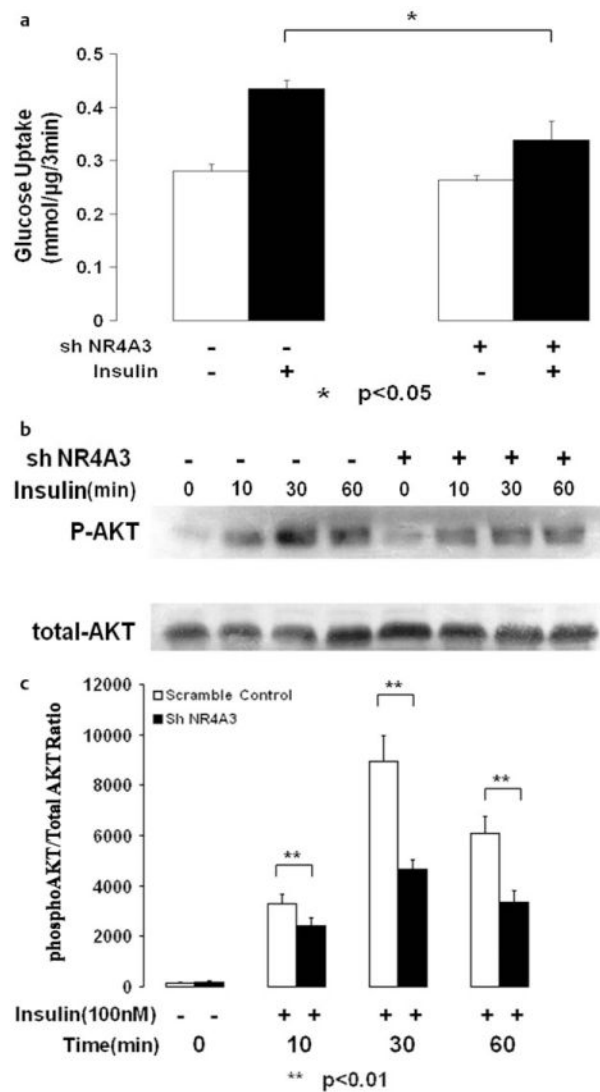 a
*
Glucose Uptake
(mmol/µg/3min)
0.5
0.4
0.3
0.2
0.1
0
sh NR4A3 - - + +
Insulin - + - +
* p<0.05
b
sh NR4A3 - - - - + + + +
Insulin(min) 0 10 30 60 0 10 30 60
P-AKT
total-AKT
c
phosphoAKT/Total AKT Ratio
12000
10000
8000
6000
4000
2000
0
Scramble Control
Sh NR4A3
**
**
**
Insulin(100nM) - - + + + + + +
Time(min) 0 10 30 60
** p<0.01